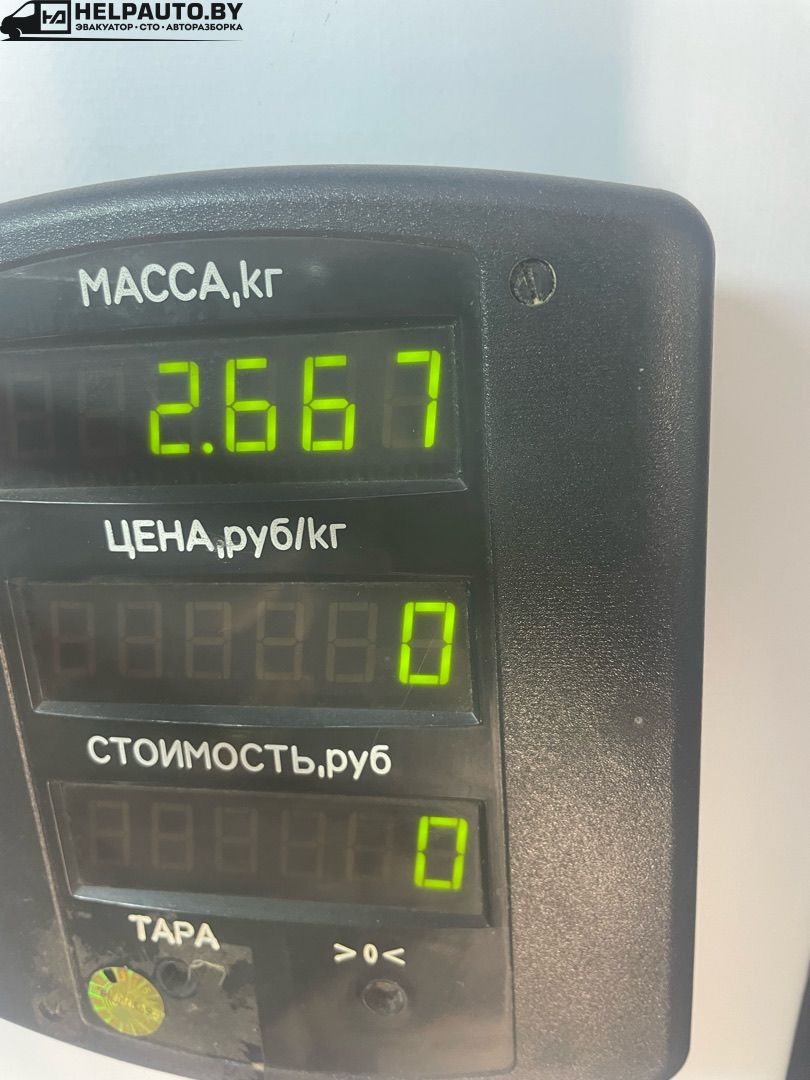 HELPAUTO.BY
ЭВАКУАТОР • СТО • АВТОРАЗБОРКА
МАССА,кг
2.667
ЦЕНА,руб/кг
0
СТОИМОСТЬ,руб
0
ТАРА
>0<